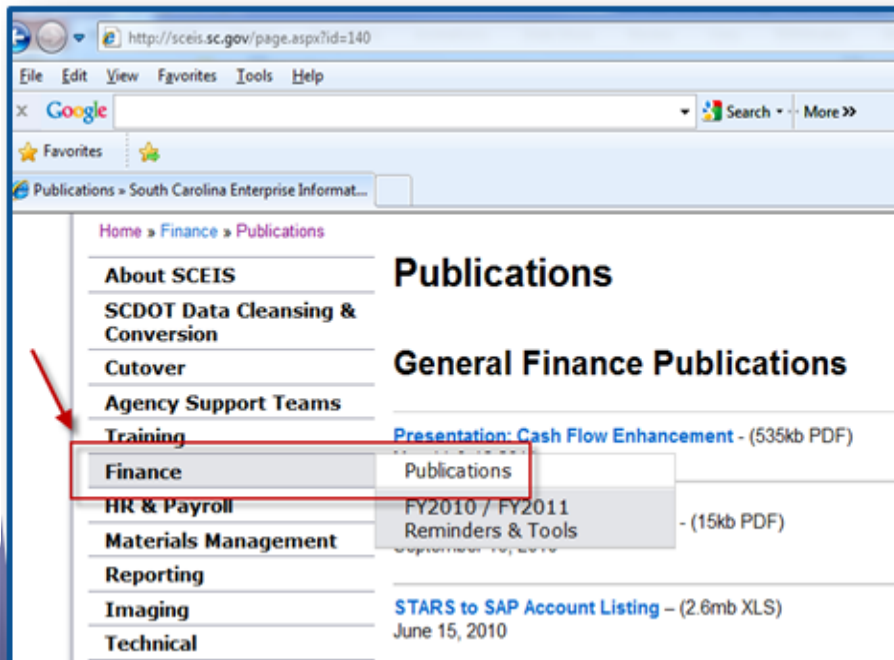 http://sceis.sc.gov/page.aspx?id=140
File Edit View Favorites Tools Help
x Google Search More »
Favorites
Publications » South Carolina Enterprise Informat...
Home » Finance » Publications
About SCEIS
SCDOT Data Cleansing &
Conversion
Cutover
Agency Support Teams
Training
Finance
HR & Payroll
Materials Management
Reporting
Imaging
Technical
Publications
FY2010 / FY2011
Reminders & Tools
Publications
General Finance Publications
Presentation: Cash Flow Enhancement - (535kb PDF)
- (15kb PDF)
STARS to SAP Account Listing – (2.6mb XLS)
June 15, 2010